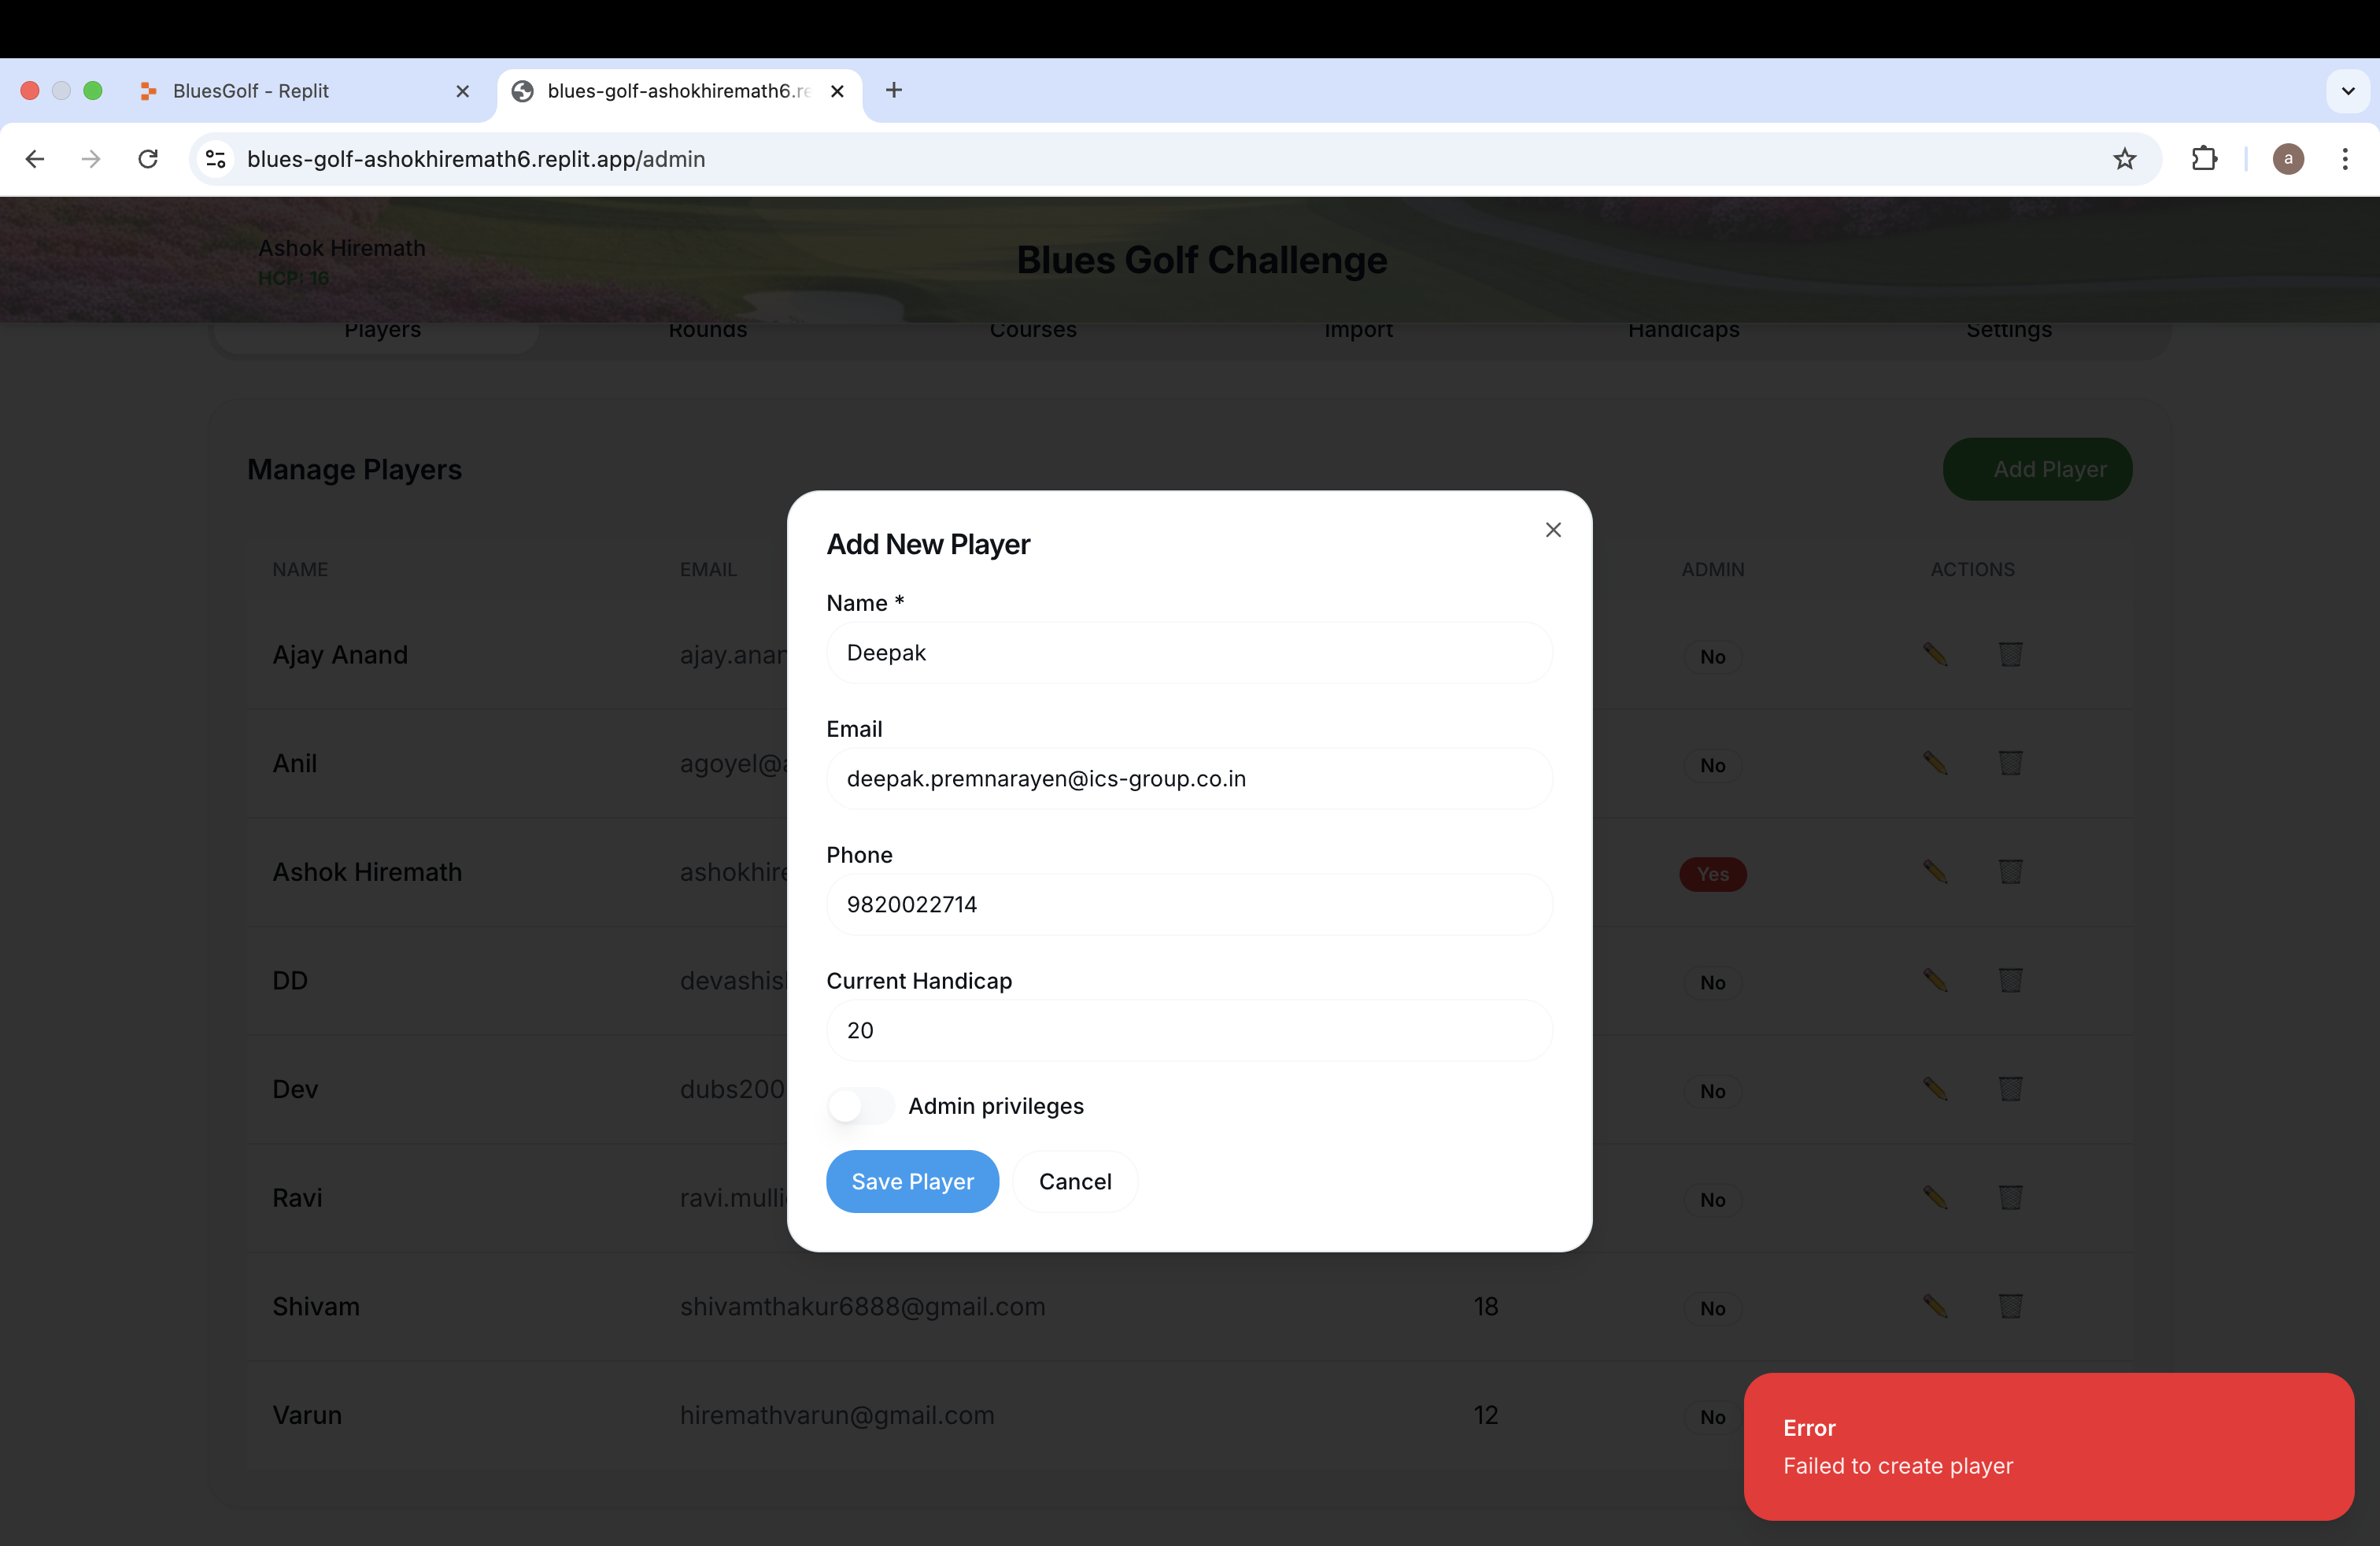 BluesGolf - Replit
blues-golf-ashokhiremath6.re
blues-golf-ashokhiremath6.replit.app/admin
a
Ashok Hiremath
HCP: 16
Blues Golf Challenge
Players Rounds Courses Import Handicaps Settings
Manage Players
Add Player
NAME EMAIL ADMIN ACTIONS
Ajay Anand ajay.anan No
Anil agoyel@a No
Ashok Hiremath ashokhire Yes
DD devashis No
Dev dubs200 No
Ravi ravi.mulli No
Shivam shivamthakur6888@gmail.com 18 No
Varun hiremathvarun@gmail.com 12 No
Add New Player
Name *
Deepak
Email
deepak.premnarayen@ics-group.co.in
Phone
9820022714
Current Handicap
20
Admin privileges
Save Player Cancel
Error
Failed to create player